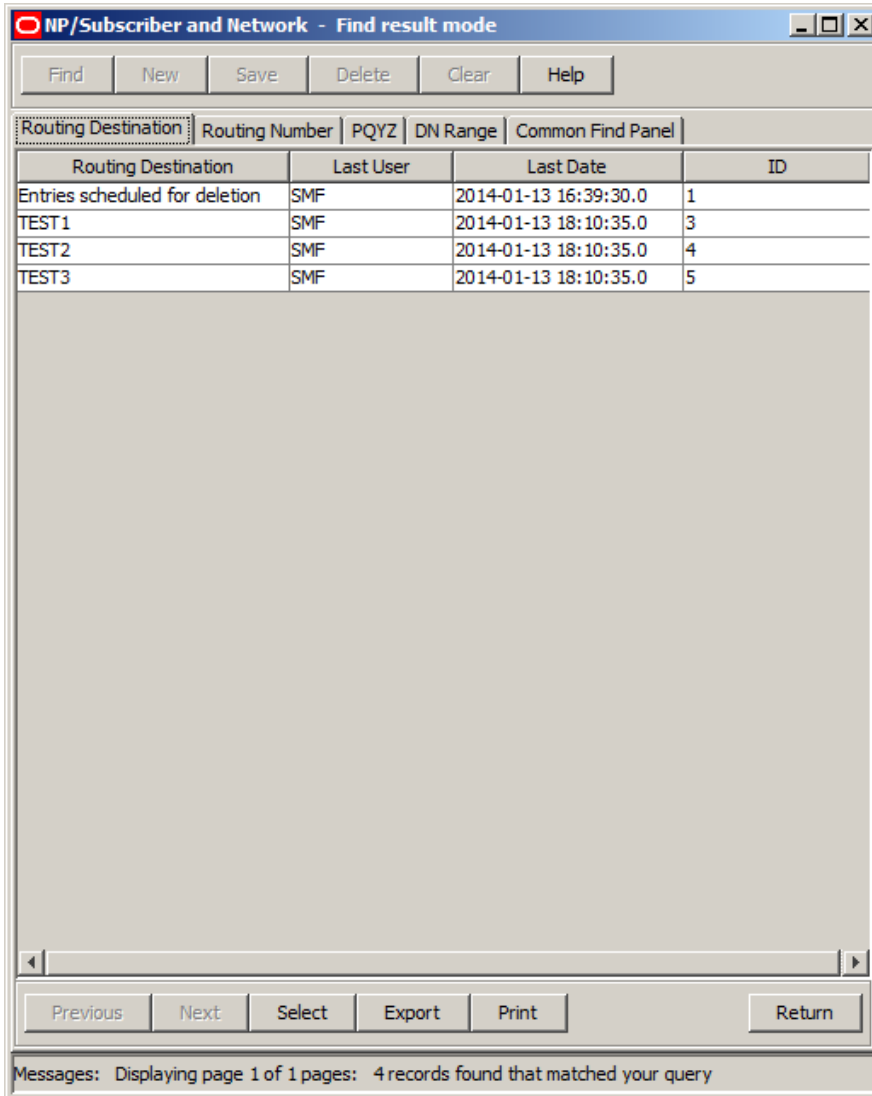 NP/Subscriber and Network - Find result mode
Find New Save Delete Clear Help
Routing Destination Routing Number PQYZ DN Range Common Find Panel
Routing Destination Last User Last Date ID
Entries scheduled for deletion SMF 2014-01-13 16:39:30.0 1
TEST1 SMF 2014-01-13 18:10:35.0 3
TEST2 SMF 2014-01-13 18:10:35.0 4
TEST3 SMF 2014-01-13 18:10:35.0 5
Previous Next Select Export Print Return
Messages: Displaying page 1 of 1 pages: 4 records found that matched your query